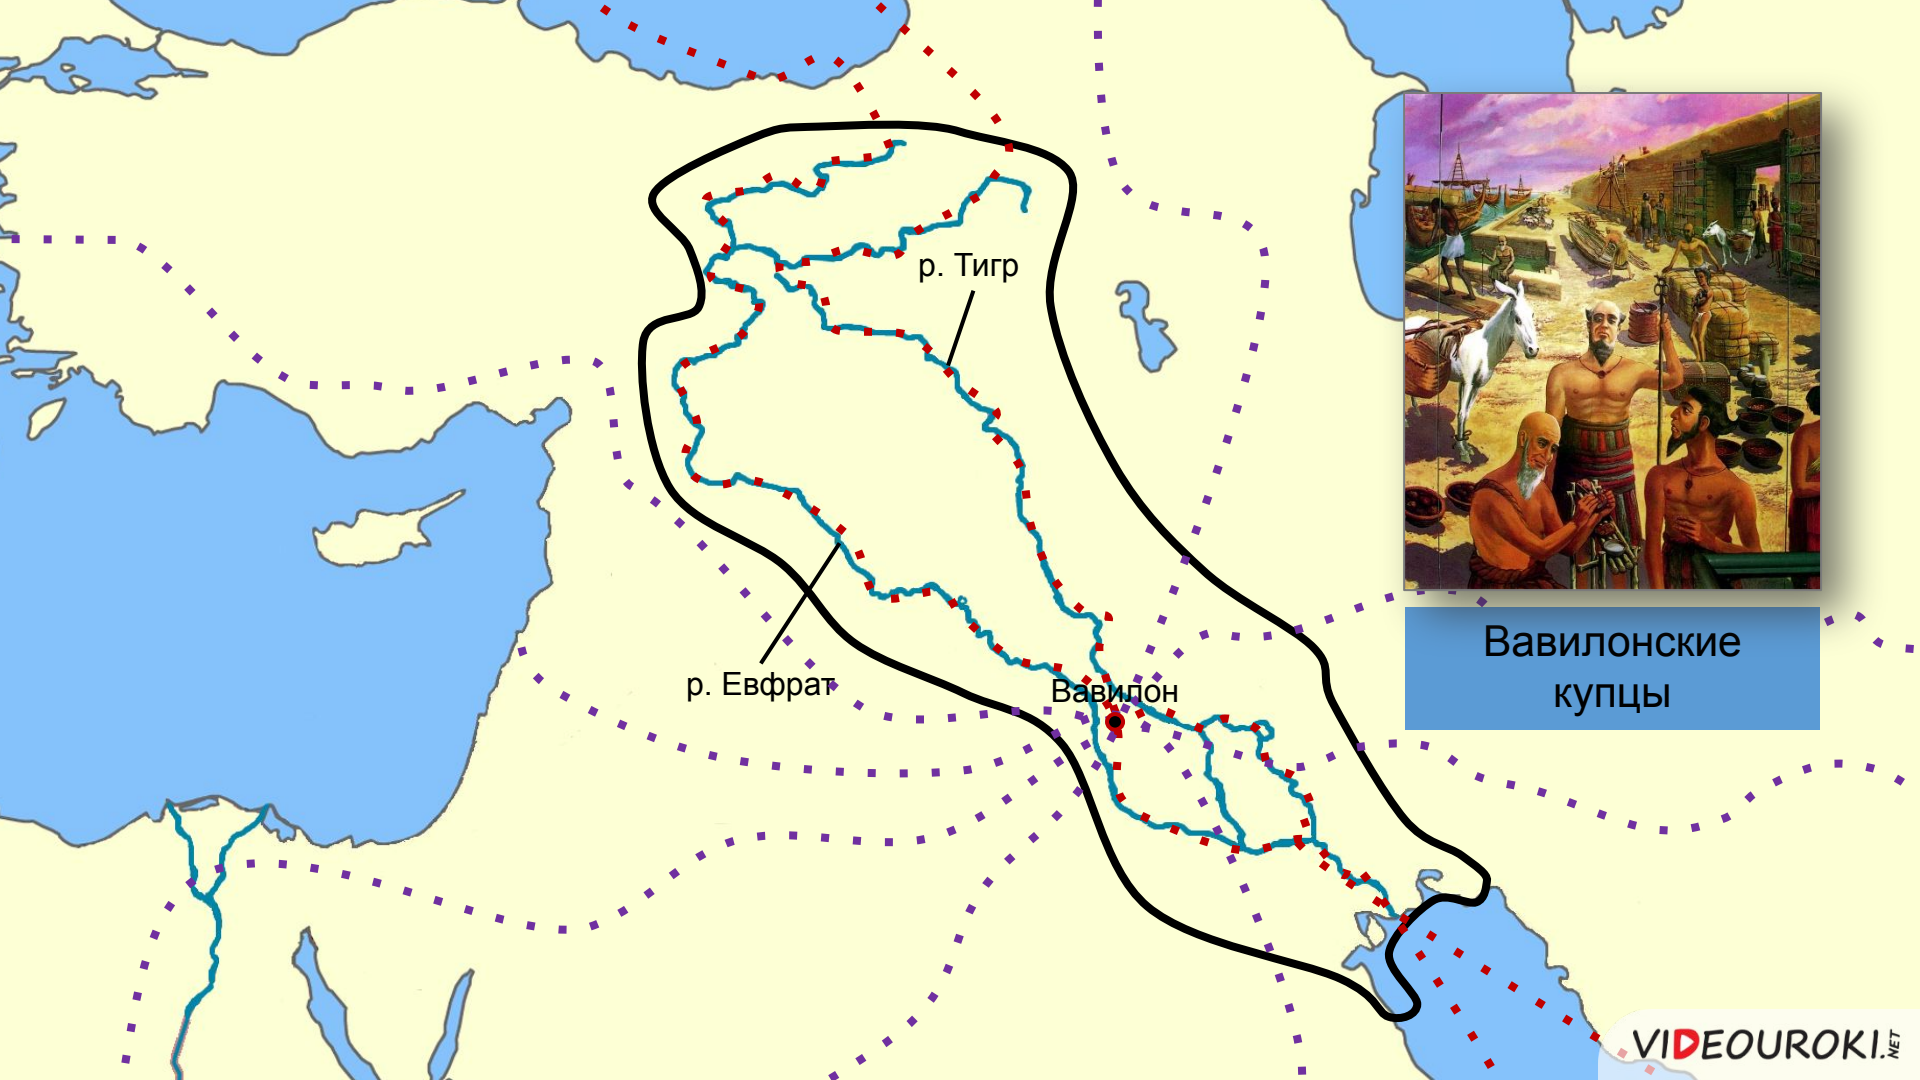 р. Тигр
р. Евфрат
Вавилон
Вавилонские
купцы
VIDEOUROKI.NET